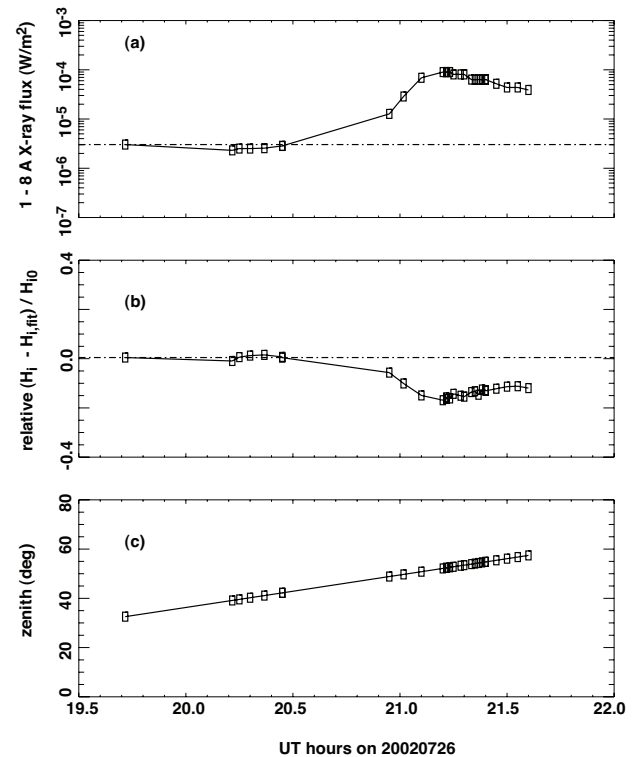 10⁻³
10⁻⁴
10⁻⁵
10⁻⁶
10⁻⁷
1 - 8 A X-ray flux (W/m²)
(a)
0.4
0.0
-0.4
relative (Hᵢ - Hᵢ,fit) / Hᵢ₀
(b)
80
60
40
20
0
zenith (deg)
(c)
19.5 20.0 20.5 21.0 21.5 22.0
UT hours on 20020726